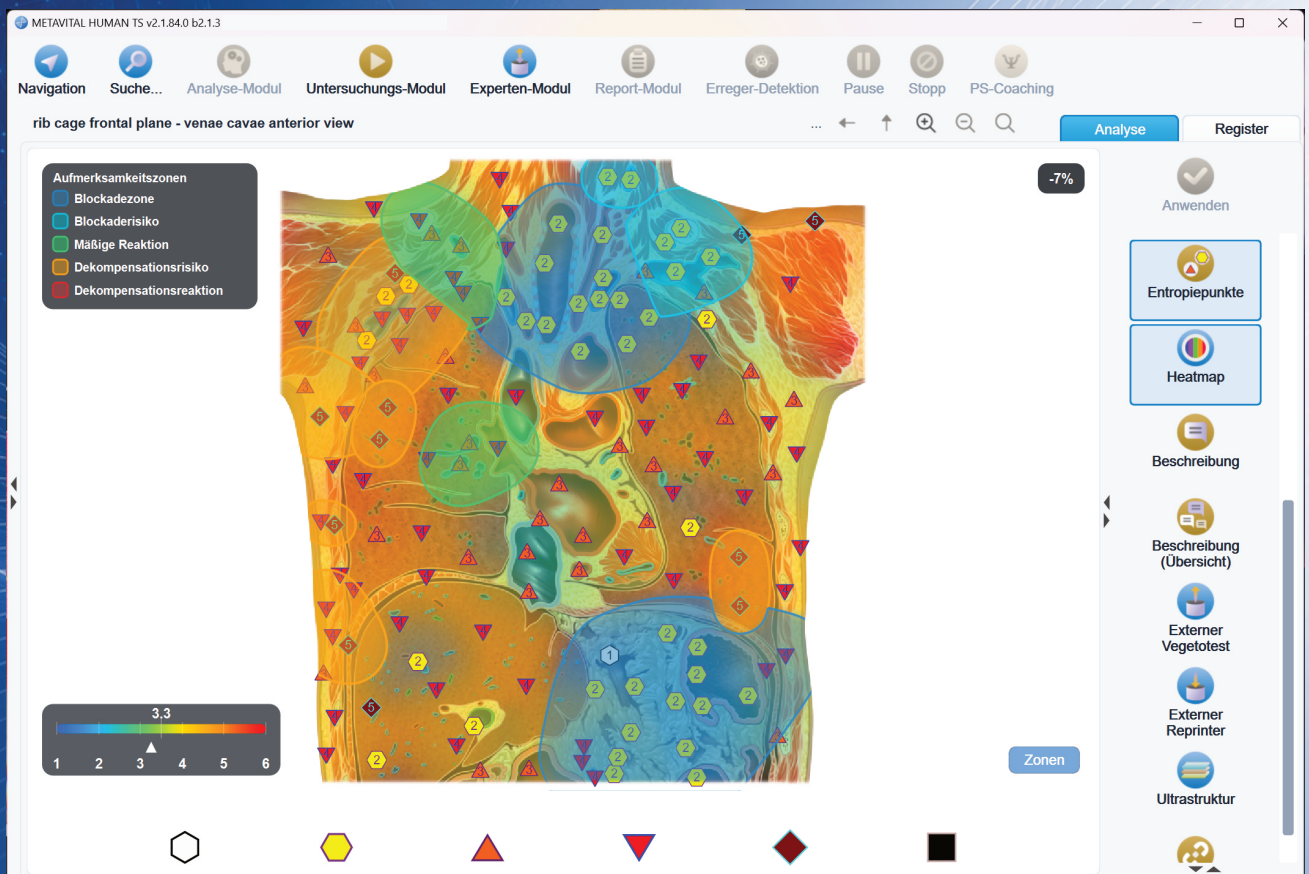 METAVITAL HUMAN TS v2.1.84.0 b2.1.3
Navigation
Suche...
Analyse-Modul
Untersuchungs-Modul
Experten-Modul
Report-Modul
Erreger-Detektion
Pause
Stopp
PS-Coaching
rib cage frontal plane - venae cavae anterior view
...
Analyse
Register
Aufmerksamkeitszonen
Blockadezone
Blockaderisiko
Mäßige Reaktion
Dekompensationsrisiko
Dekompensationsreaktion
-7%
Anwenden
Entropiepunkte
Heatmap
Beschreibung
Beschreibung
(Übersicht)
Externer
Vegetotest
Externer
Reprinter
Ultrastruktur
3.3
1 2 3 4 5 6
Zonen